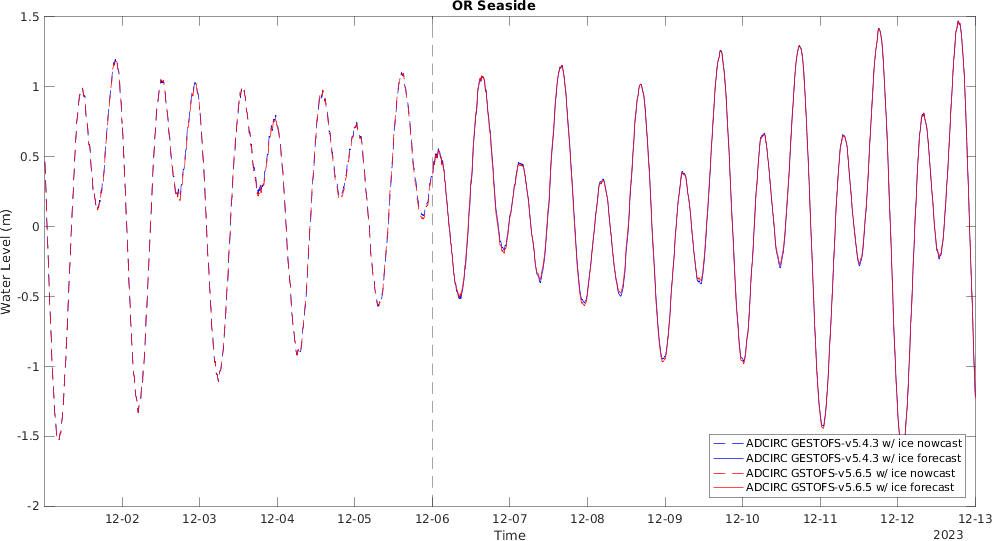 OR Seaside
1.5
1
0.5
0
-0.5
-1
-1.5
-2
Water Level (m)
ADCIRC GESTOFS-v5.4.3 w/ ice nowcast
ADCIRC GESTOFS-v5.4.3 w/ ice forecast
ADCIRC GSTOFS-v5.6.5 w/ ice nowcast
ADCIRC GSTOFS-v5.6.5 w/ ice forecast
12-02 12-03 12-04 12-05 12-06 12-07 12-08 12-09 12-10 12-11 12-12 12-13
Time
2023